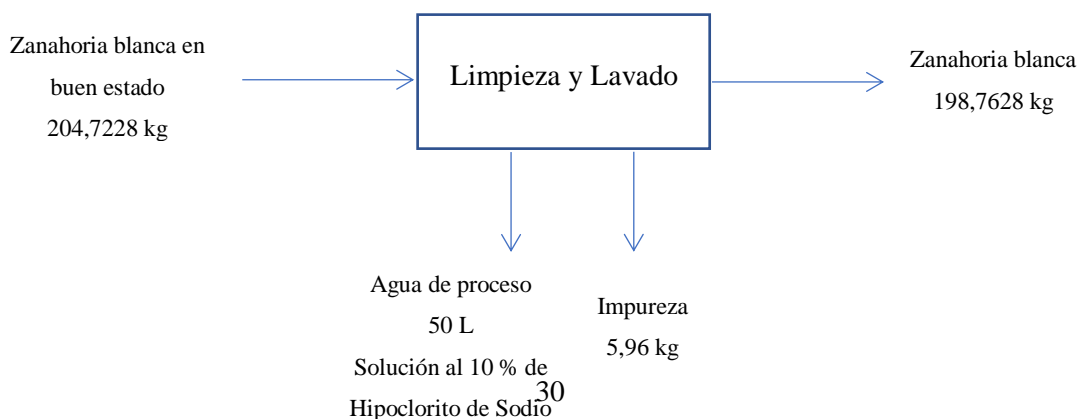 Zanahoria blanca en
buen estado
204,7228 kg
Limpieza y Lavado
Zanahoria blanca
198,7628 kg
Agua de proceso
50 L
Solución al 10 % de
Hipoclorito de Sodio
Impureza
5,96 kg
30